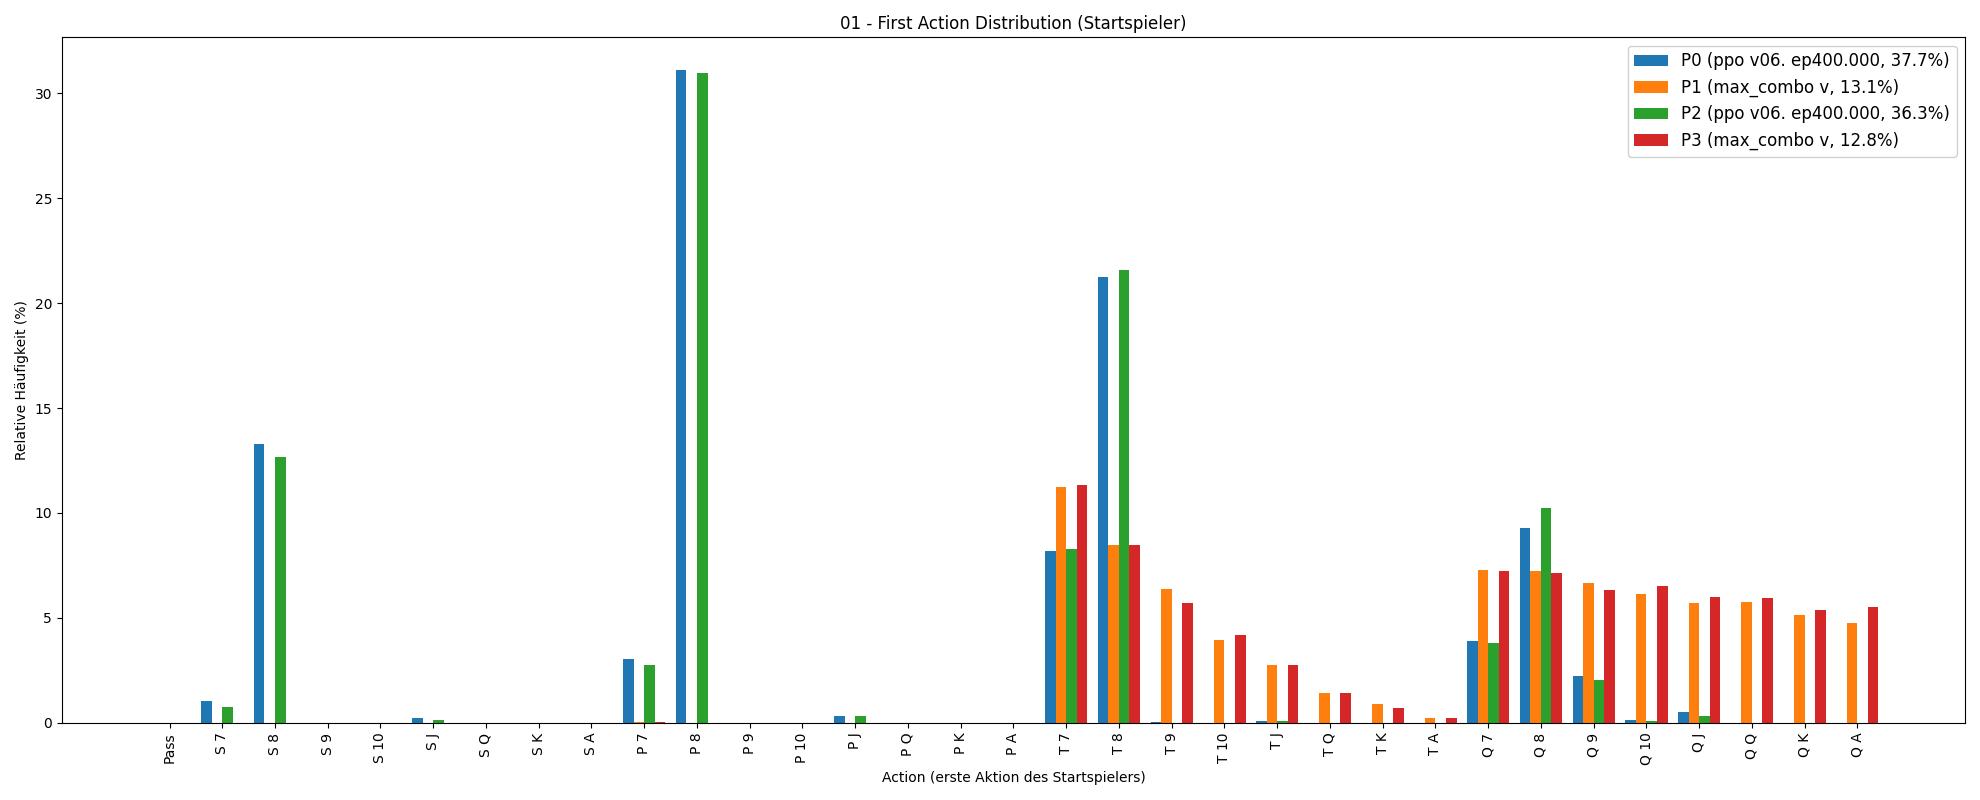 01 - First Action Distribution (Startspieler)
P0 (ppo v06. ep400.000, 37.7%)
P1 (max_combo v, 13.1%)
P2 (ppo v06. ep400.000, 36.3%)
P3 (max_combo v, 12.8%)
Relative Häufigkeit (%)
30
25
20
15
10
5
0
Pass
S 7
S 8
S 9
S 10
S J
S Q
S K
S A
P 7
P 8
P 9
P 10
P J
P Q
P K
P A
T 7
T 8
T 9
T 10
T J
T Q
T K
T A
Q 7
Q 8
Q 9
Q 10
Q J
Q Q
Q K
Q A
Action (erste Aktion des Startspielers)